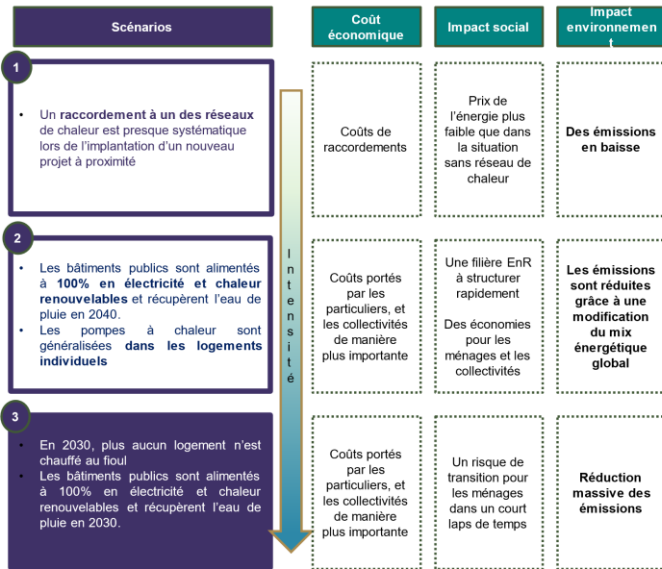 Scénarios
Coût
économique
Impact social
Impact
environnemen
t
1
• Un raccordement à un des réseaux
de chaleur est presque systématique
lors de l'implantation d'un nouveau
projet à proximité
Coûts de
raccordements
Prix de
l'énergie plus
faible que dans
la situation
sans réseau de
chaleur
Des émissions
en baisse
Intensité
2
• Les bâtiments publics sont alimentés
à 100% en électricité et chaleur
renouvelables et récupèrent l'eau de
pluie en 2040.
• Les pompes à chaleur sont
généralisées dans les logements
individuels
Coûts portés
par les
particuliers, et
les collectivités
de manière
plus importante
Une filière EnR
à structurer
rapidement
Des économies
pour les
ménages et les
collectivités
Les émissions
sont réduites
grâce à une
modification
du mix
énergétique
global
3
• En 2030, plus aucun logement n'est
chauffé au fioul
• Les bâtiments publics sont alimentés
à 100% en électricité et chaleur
renouvelables et récupèrent l'eau de
pluie en 2030.
Coûts portés
par les
particuliers, et
les collectivités
de manière
plus importante
Un risque de
transition pour
les ménages
dans un court
laps de temps
Réduction
massive des
émissions